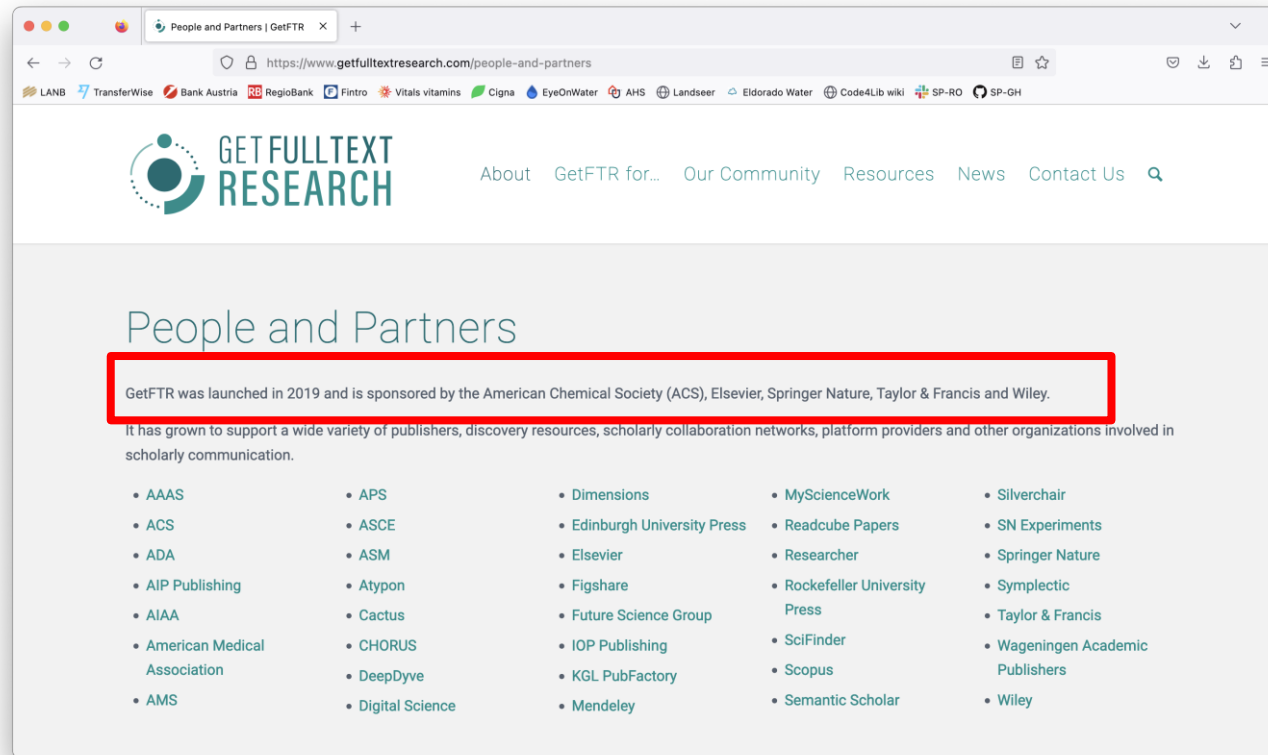 People and Partners | GetFTR
https://www.getfulltextresearch.com/people-and-partners
LANB TransferWise Bank Austria RB RegioBank Fintro Vitals vitamins Cigna EyeOnWater AHS Landseer Eldorado Water Code4Lib wiki SP-RO SP-GH
GET FULLTEXT
RESEARCH
About GetFTR for... Our Community Resources News Contact Us
People and Partners
GetFTR was launched in 2019 and is sponsored by the American Chemical Society (ACS), Elsevier, Springer Nature, Taylor & Francis and Wiley.
It has grown to support a wide variety of publishers, discovery resources, scholarly collaboration networks, platform providers and other organizations involved in
scholarly communication.
• AAAS
• ACS
• ADA
• AIP Publishing
• AIAA
• American Medical
Association
• AMS
• APS
• ASCE
• ASM
• Atypon
• Cactus
• CHORUS
• DeepDyve
• Digital Science
• Dimensions
• Edinburgh University Press
• Elsevier
• Figshare
• Future Science Group
• IOP Publishing
• KGL PubFactory
• Mendeley
• MyScienceWork
• Readcube Papers
• Researcher
• Rockefeller University
Press
• SciFinder
• Scopus
• Semantic Scholar
• Silverchair
• SN Experiments
• Springer Nature
• Symplectic
• Taylor & Francis
• Wageningen Academic
Publishers
• Wiley